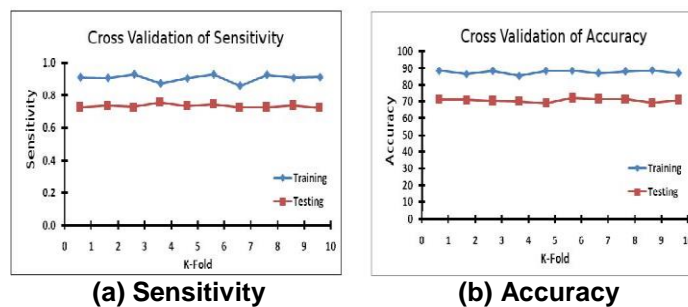 Cross Validation of Sensitivity
1.0
0.8
0.6
0.4
0.2
0.0
Sensitivity
Training
Testing
0 1 2 3 4 5 6 7 8 9 10
K-Fold
(a) Sensitivity
Cross Validation of Accuracy
100
90
80
70
60
50
40
30
20
10
0
Accuracy
Training
Testing
0 1 2 3 4 5 6 7 8 9 10
K-Fold
(b) Accuracy